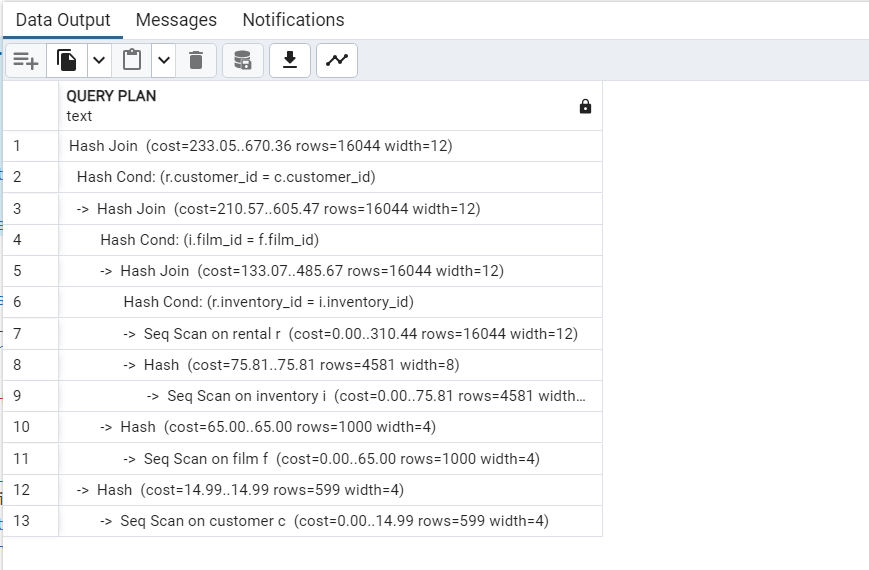 Data Output Messages Notifications
QUERY PLAN
text
1 Hash Join (cost=233.05..670.36 rows=16044 width=12)
2 Hash Cond: (r.customer_id = c.customer_id)
3 -> Hash Join (cost=210.57..605.47 rows=16044 width=12)
4 Hash Cond: (i.film_id = f.film_id)
5 -> Hash Join (cost=133.07..485.67 rows=16044 width=12)
6 Hash Cond: (r.inventory_id = i.inventory_id)
7 -> Seq Scan on rental r (cost=0.00..310.44 rows=16044 width=12)
8 -> Hash (cost=75.81..75.81 rows=4581 width=8)
9 -> Seq Scan on inventory i (cost=0.00..75.81 rows=4581 width...
10 -> Hash (cost=65.00..65.00 rows=1000 width=4)
11 -> Seq Scan on film f (cost=0.00..65.00 rows=1000 width=4)
12 -> Hash (cost=14.99..14.99 rows=599 width=4)
13 -> Seq Scan on customer c (cost=0.00..14.99 rows=599 width=4)